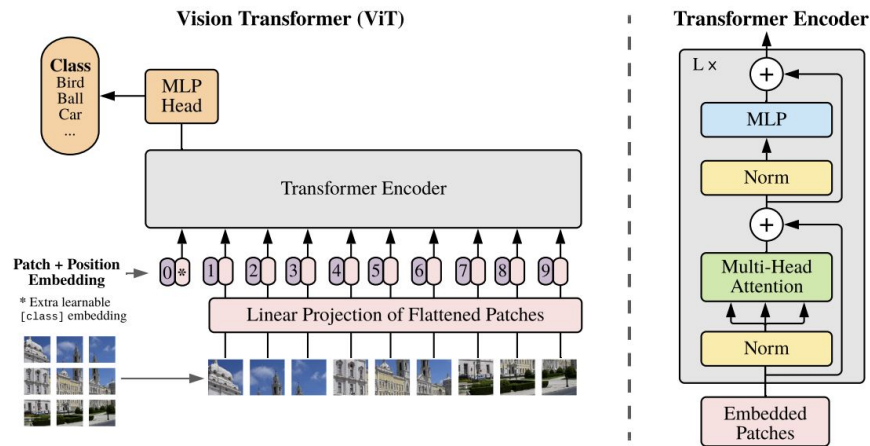 Vision Transformer (ViT)
Class
Bird
Ball
Car
...
MLP
Head
Transformer Encoder
Patch + Position
Embedding
0 * 1 2 3 4 5 6 7 8 9
* Extra learnable
[class] embedding
Linear Projection of Flattened Patches
Transformer Encoder
L ×
+
MLP
Norm
+
Multi-Head
Attention
Norm
Embedded
Patches